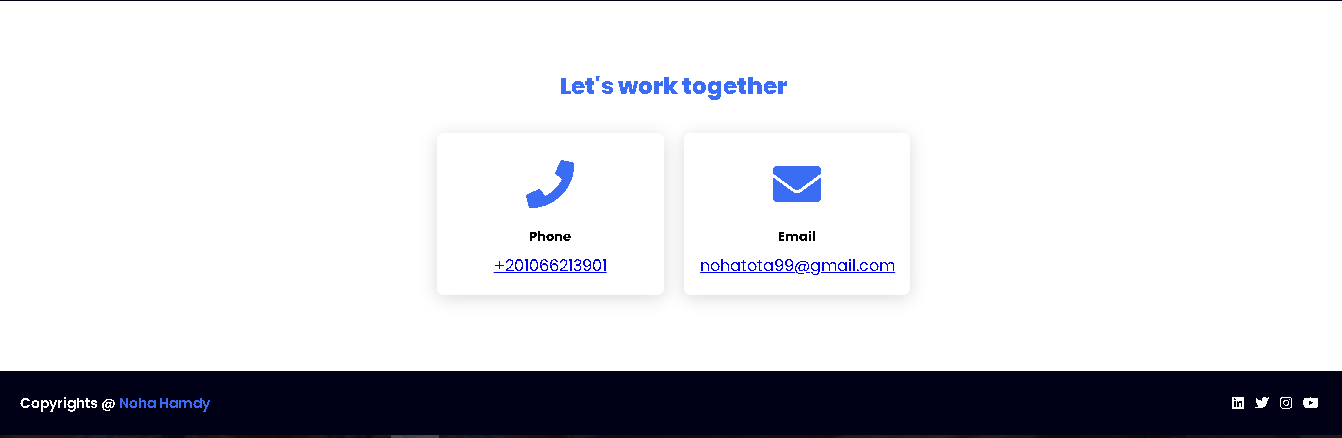 Let's work together
Phone
Email
+201066213901
nohatota99@gmail.com
Copyrights @ Noha Hamdy